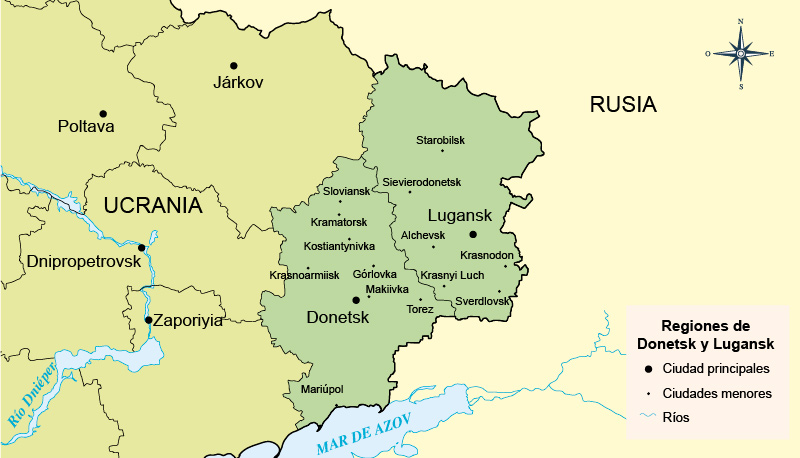 N
O
E
S
RUSIA
Járkov
Poltava
Starobilsk
Sievierodonetsk
Sloviansk
UCRANIA
Lugansk
Kramatorsk
Alchevsk
Kostiantynivka
Krasnodon
Dnipropetrovsk
Krasnoarmiisk
Górlovka
Krasnyi Luch
Makiivka
Sverdlovsk
Torez
Donetsk
Zaporiyia
Mariúpol
Río Dniéper
MAR DE AZOV
Regiones de
Donetsk y Lugansk
Ciudad principales
Ciudades menores
Ríos